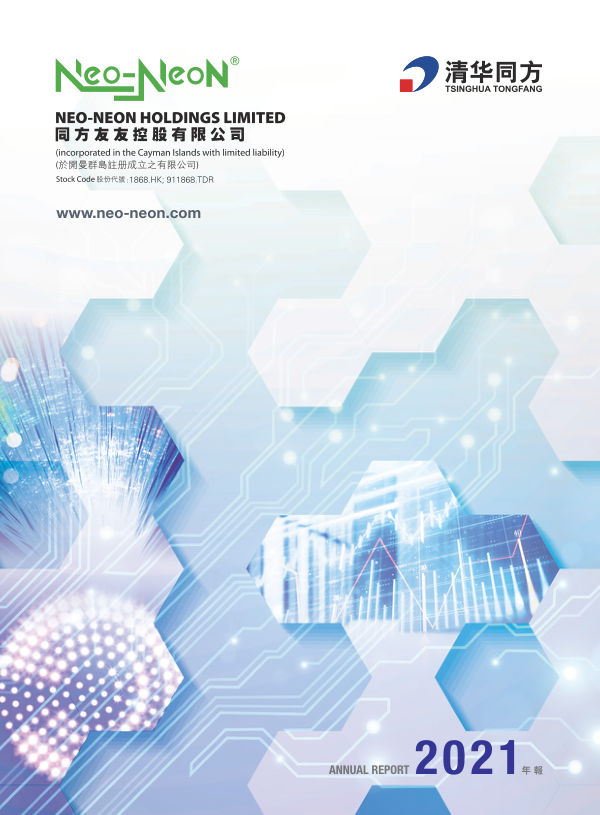 NEO-NEON®
清华同方
TSINGHUA TONGFANG
NEO-NEON HOLDINGS LIMITED
同方友友控股有限公司
(incorporated in the Cayman Islands with limited liability)
(於開曼群島註册成立之有限公司)
Stock Code 股份代號 : 1868.HK; 911868.TDR
www.neo-neon.com
ANNUAL REPORT 2021 年報